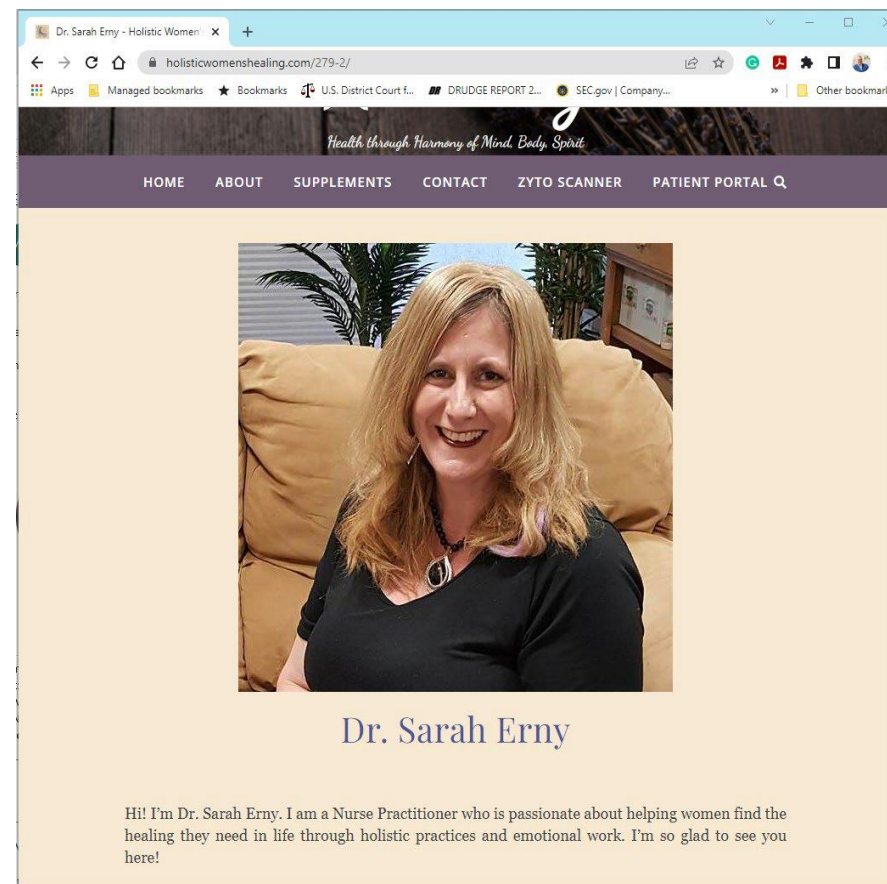 Dr. Sarah Erny - Holistic Women'
holisticwomenshealing.com/279-2/
Apps Managed bookmarks Bookmarks U.S. District Court f... DRUDGE REPORT 2... SEC.gov | Company... » Other bookmar
Health through Harmony of Mind, Body, Spirit
HOME ABOUT SUPPLEMENTS CONTACT ZYTO SCANNER PATIENT PORTAL
Dr. Sarah Erny
Hi! I'm Dr. Sarah Erny. I am a Nurse Practitioner who is passionate about helping women find the
healing they need in life through holistic practices and emotional work. I'm so glad to see you
here!